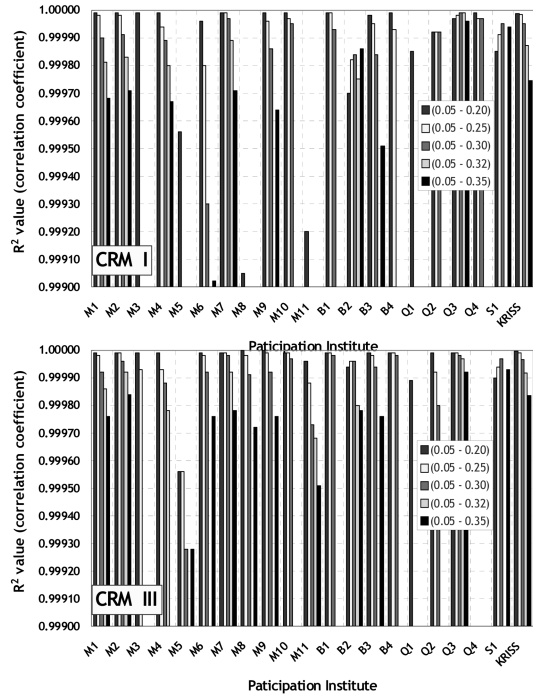 R² value (correlation coefficient)
1.00000
0.99990
0.99980
0.99970
0.99960
0.99950
0.99940
0.99930
0.99920
0.99910
0.99900
(0.05 - 0.20)
(0.05 - 0.25)
(0.05 - 0.30)
(0.05 - 0.32)
(0.05 - 0.35)
CRM I
M1 M2 M3 M4 M5 M6 M7 M8 M9 M10 M11 B1 B2 B3 B4 Q1 Q2 Q3 Q4 S1 KRISS
Paticipation Institute
R² value (correlation coefficient)
1.00000
0.99990
0.99980
0.99970
0.99960
0.99950
0.99940
0.99930
0.99920
0.99910
0.99900
(0.05 - 0.20)
(0.05 - 0.25)
(0.05 - 0.30)
(0.05 - 0.32)
(0.05 - 0.35)
CRM III
M1 M2 M3 M4 M5 M6 M7 M8 M9 M10 M11 B1 B2 B3 B4 Q1 Q2 Q3 Q4 S1 KRISS
Paticipation Institute